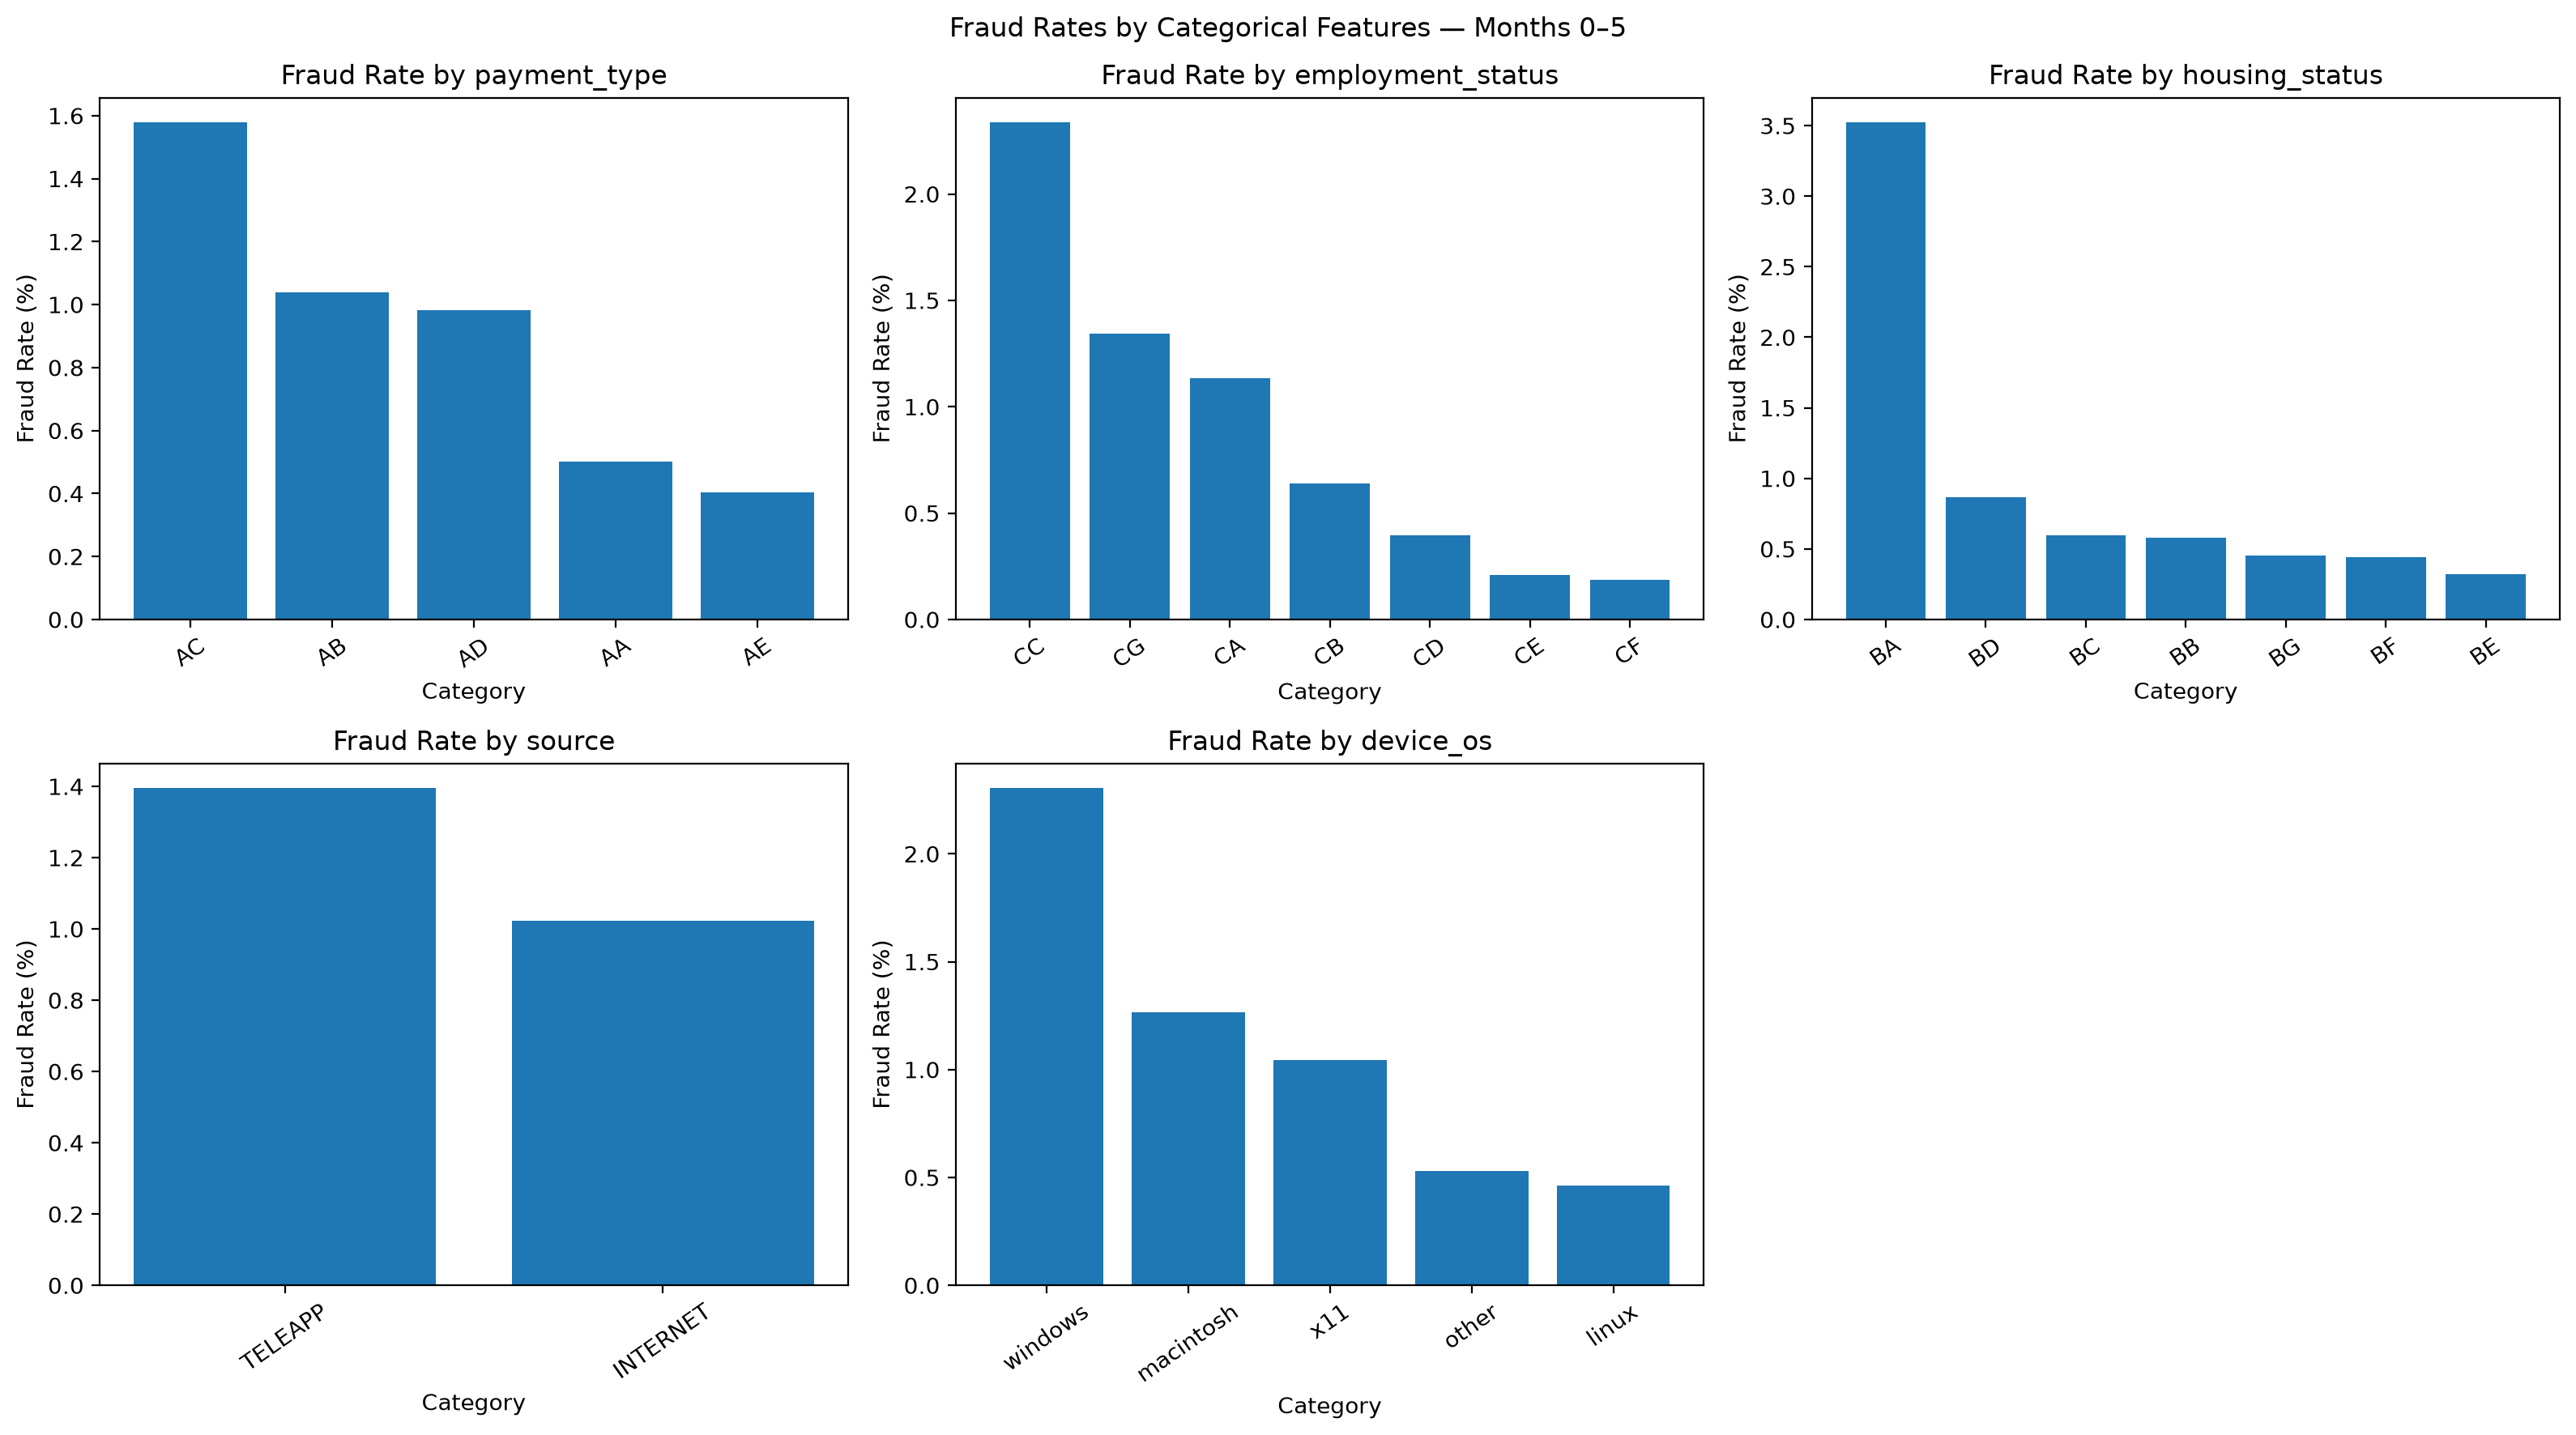 Fraud Rates by Categorical Features — Months 0–5
Fraud Rate by payment_type
Fraud Rate (%)
1.6
1.4
1.2
1.0
0.8
0.6
0.4
0.2
0.0
AC AB AD AA AE
Category
Fraud Rate by employment_status
Fraud Rate (%)
2.0
1.5
1.0
0.5
0.0
CC CG CA CB CD CE CF
Category
Fraud Rate by housing_status
Fraud Rate (%)
3.5
3.0
2.5
2.0
1.5
1.0
0.5
0.0
BA BD BC BB BG BF BE
Category
Fraud Rate by source
Fraud Rate (%)
1.4
1.2
1.0
0.8
0.6
0.4
0.2
0.0
TELEAPP INTERNET
Category
Fraud Rate by device_os
Fraud Rate (%)
2.0
1.5
1.0
0.5
0.0
windows macintosh x11 other linux
Category